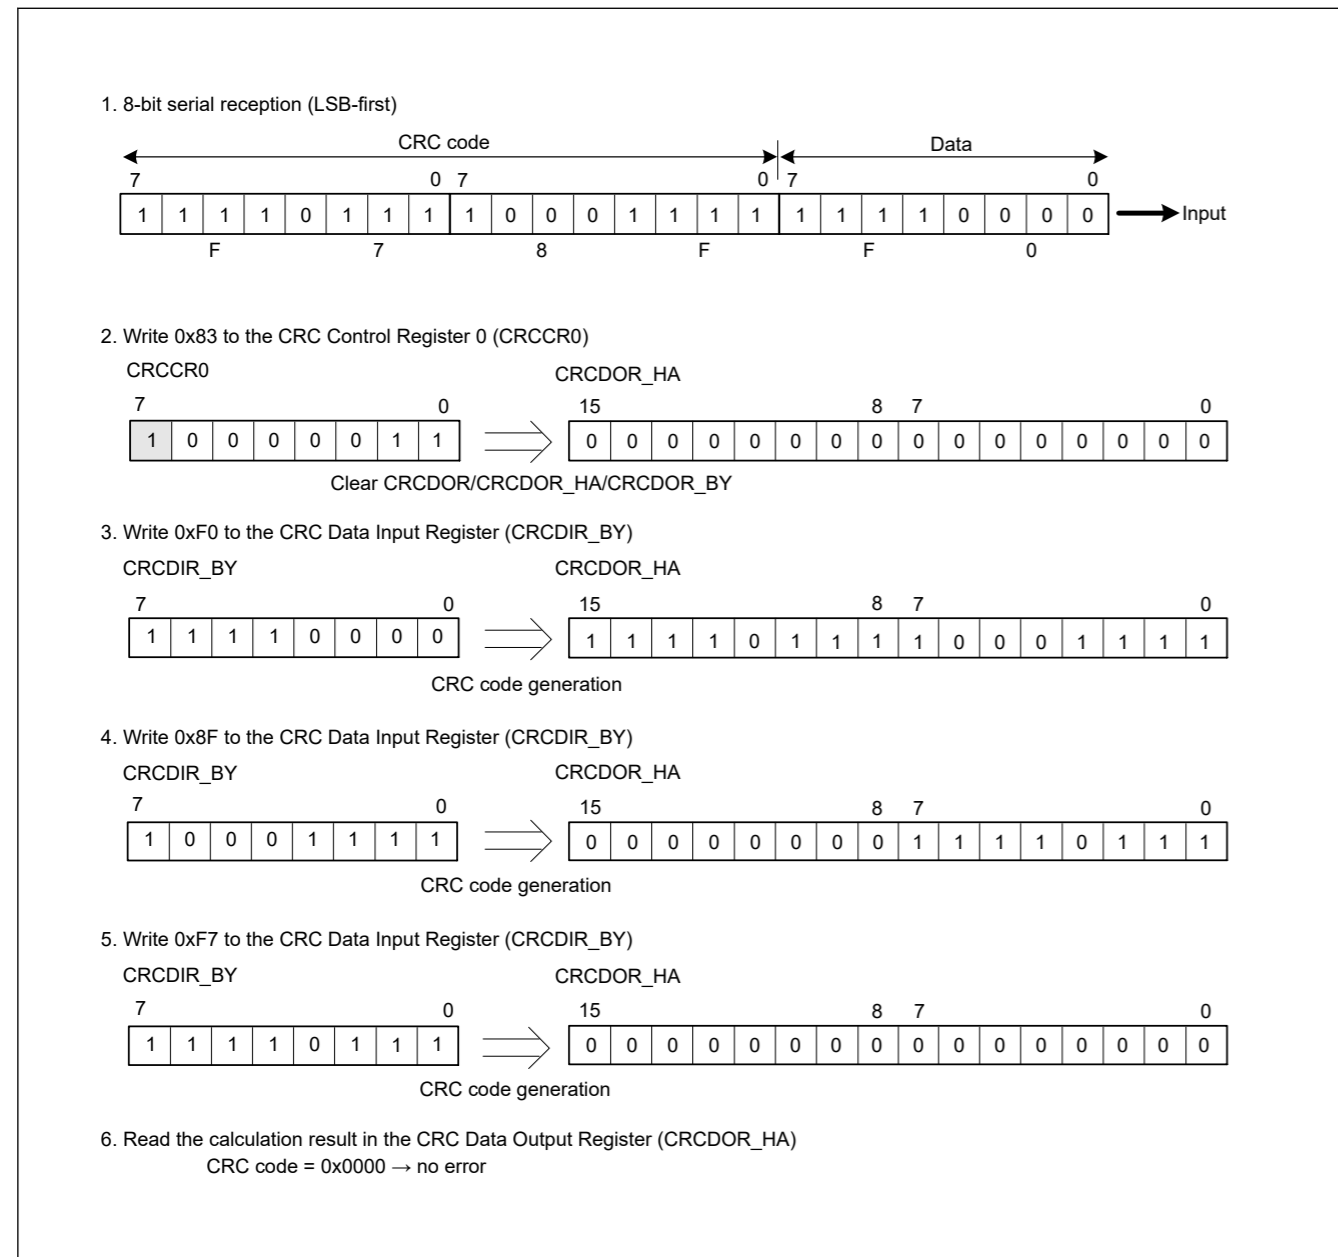 1. 8-bit serial reception (LSB-first)
CRC code Data
7 0 7 0 7 0
1 1 1 1 0 1 1 1 1 0 0 0 1 1 1 1 1 1 1 1 0 0 0 0 Input
F 7 8 F F 0
2. Write 0x83 to the CRC Control Register 0 (CRCCR0)
CRCCR0 CRCDOR_HA
7 0 15 8 7 0
1 0 0 0 0 0 1 1 0 0 0 0 0 0 0 0 0 0 0 0 0 0 0 0
Clear CRCDOR/CRCDOR_HA/CRCDOR_BY
3. Write 0xF0 to the CRC Data Input Register (CRCDIR_BY)
CRCDIR_BY CRCDOR_HA
7 0 15 8 7 0
1 1 1 1 0 0 0 0 1 1 1 1 0 1 1 1 1 0 0 0 1 1 1 1
CRC code generation
4. Write 0x8F to the CRC Data Input Register (CRCDIR_BY)
CRCDIR_BY CRCDOR_HA
7 0 15 8 7 0
1 0 0 0 1 1 1 1 0 0 0 0 0 0 0 0 1 1 1 1 0 1 1 1
CRC code generation
5. Write 0xF7 to the CRC Data Input Register (CRCDIR_BY)
CRCDIR_BY CRCDOR_HA
7 0 15 8 7 0
1 1 1 1 0 1 1 1 0 0 0 0 0 0 0 0 0 0 0 0 0 0 0 0
CRC code generation
6. Read the calculation result in the CRC Data Output Register (CRCDOR_HA)
CRC code = 0x0000 → no error